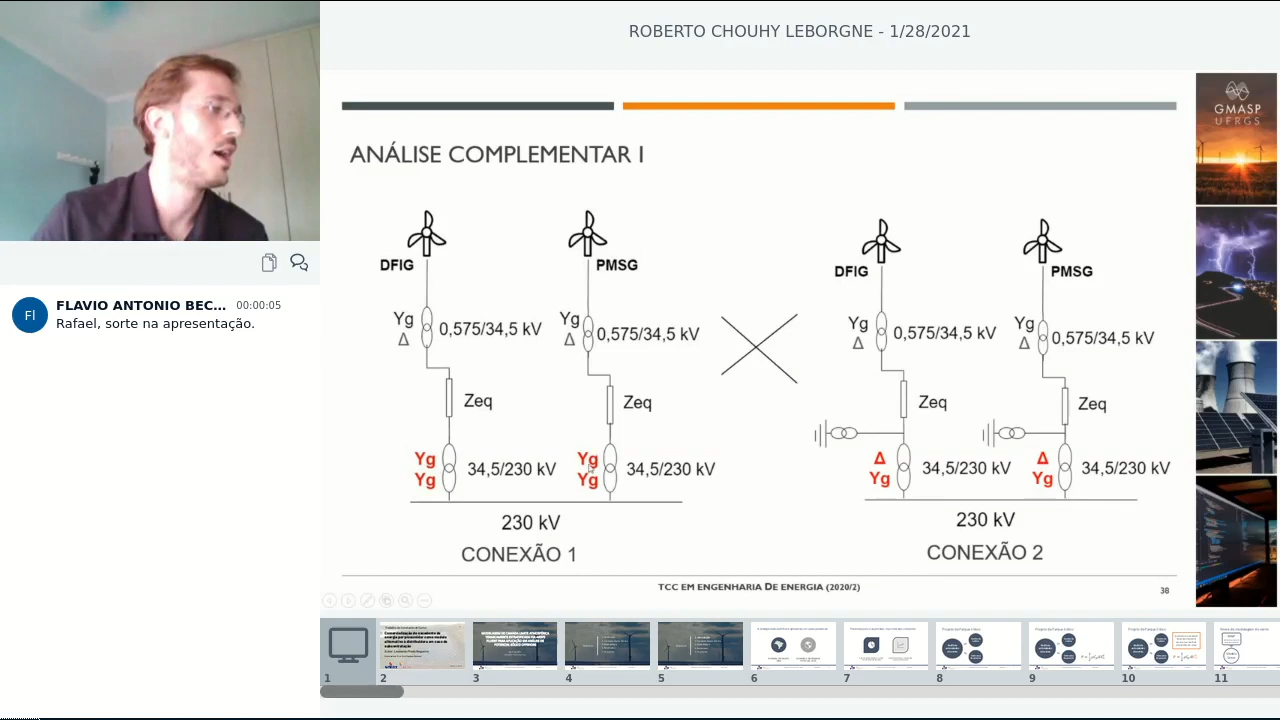 ROBERTO CHOUHY LEBORGNE - 1/28/2021
FLAVIO ANTONIO BEC... 00:00:05
Fl
Rafael, sorte na apresentação.
GMASP
UFRGS
ANÁLISE COMPLEMENTAR I
DFIG
PMSG
DFIG
PMSG
Yg
Δ
0,575/34,5 kV
Yg
Δ
0,575/34,5 kV
Yg
Δ
0,575/34,5 kV
Yg
Δ
0,575/34,5 kV
Zeq
Zeq
Zeq
Zeq
Yg
Yg
34,5/230 kV
Yg
Yg
34,5/230 kV
Δ
Yg
34,5/230 kV
Δ
Yg
34,5/230 kV
230 kV
230 kV
CONEXÃO 1
CONEXÃO 2
TCC EM ENGENHARIA DE ENERGIA (2020/2)
38
1 2 3 4 5 6 7 8 9 10 11